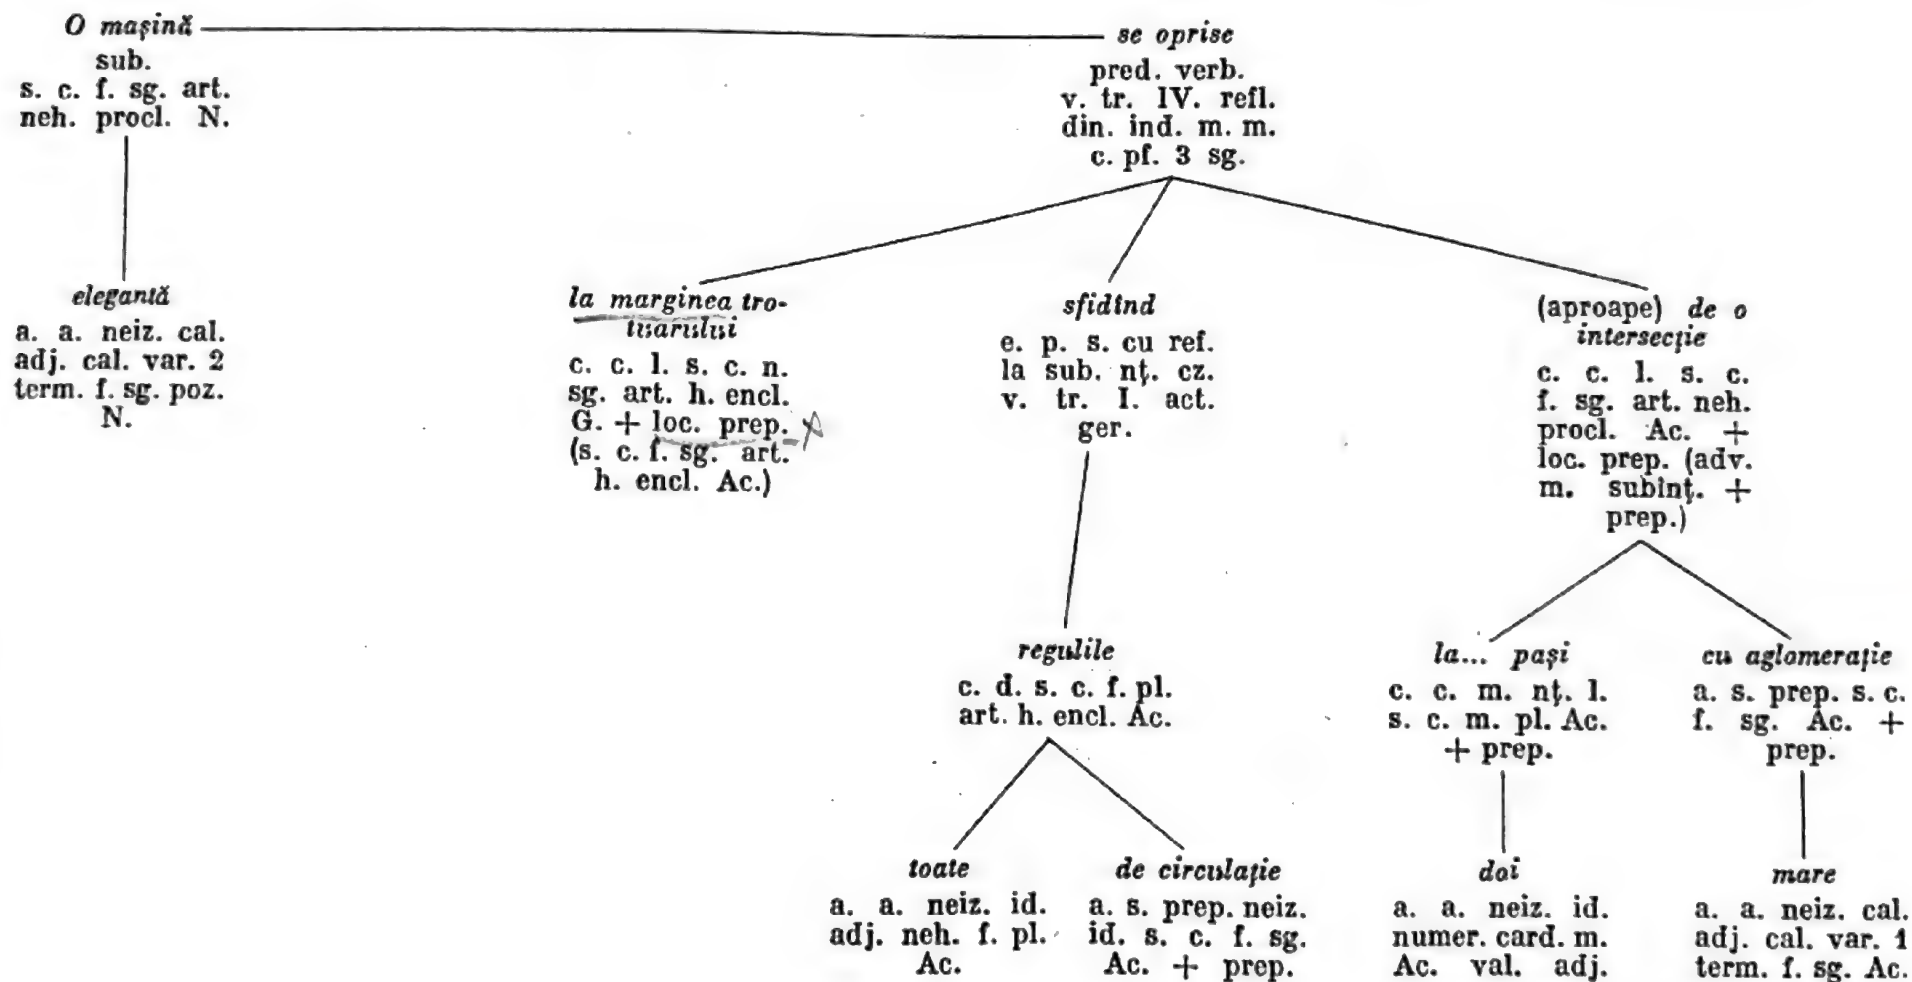 O mașină
sub.
s. c. f. sg. art.
neh. procl. N.
se oprise
pred. verb.
v. tr. IV. refl.
din. ind. m. m.
c. pf. 3 sg.
elegantă
a. a. neiz. cal.
adj. cal. var. 2
term. f. sg. poz.
N.
la marginea tro-
tuarului
c. c. l. s. c. n.
sg. art. h. encl.
G. + loc. prep.
(s. c. f. sg. art.
h. encl. Ac.)
sfidînd
e. p. s. cu ref.
la sub. nț. cz.
v. tr. I. act.
ger.
(aproape) de o
intersecție
c. c. l. s. c.
f. sg. art. neh.
procl. Ac. +
loc. prep. (adv.
m. subînț. +
prep.)
regulile
c. d. s. c. f. pl.
art. h. encl. Ac.
la... pași
c. c. m. nț. l.
s. c. m. pl. Ac.
+ prep.
cu aglomerație
a. s. prep. s. c.
f. sg. Ac. +
prep.
toate
a. a. neiz. id.
adj. neh. f. pl.
Ac.
de circulație
a. s. prep. neiz.
id. s. c. f. sg.
Ac. + prep.
doi
a. a. neiz. id.
numer. card. m.
Ac. val. adj.
mare
a. a. neiz. cal.
adj. cal. var. 1
term. f. sg. Ac.